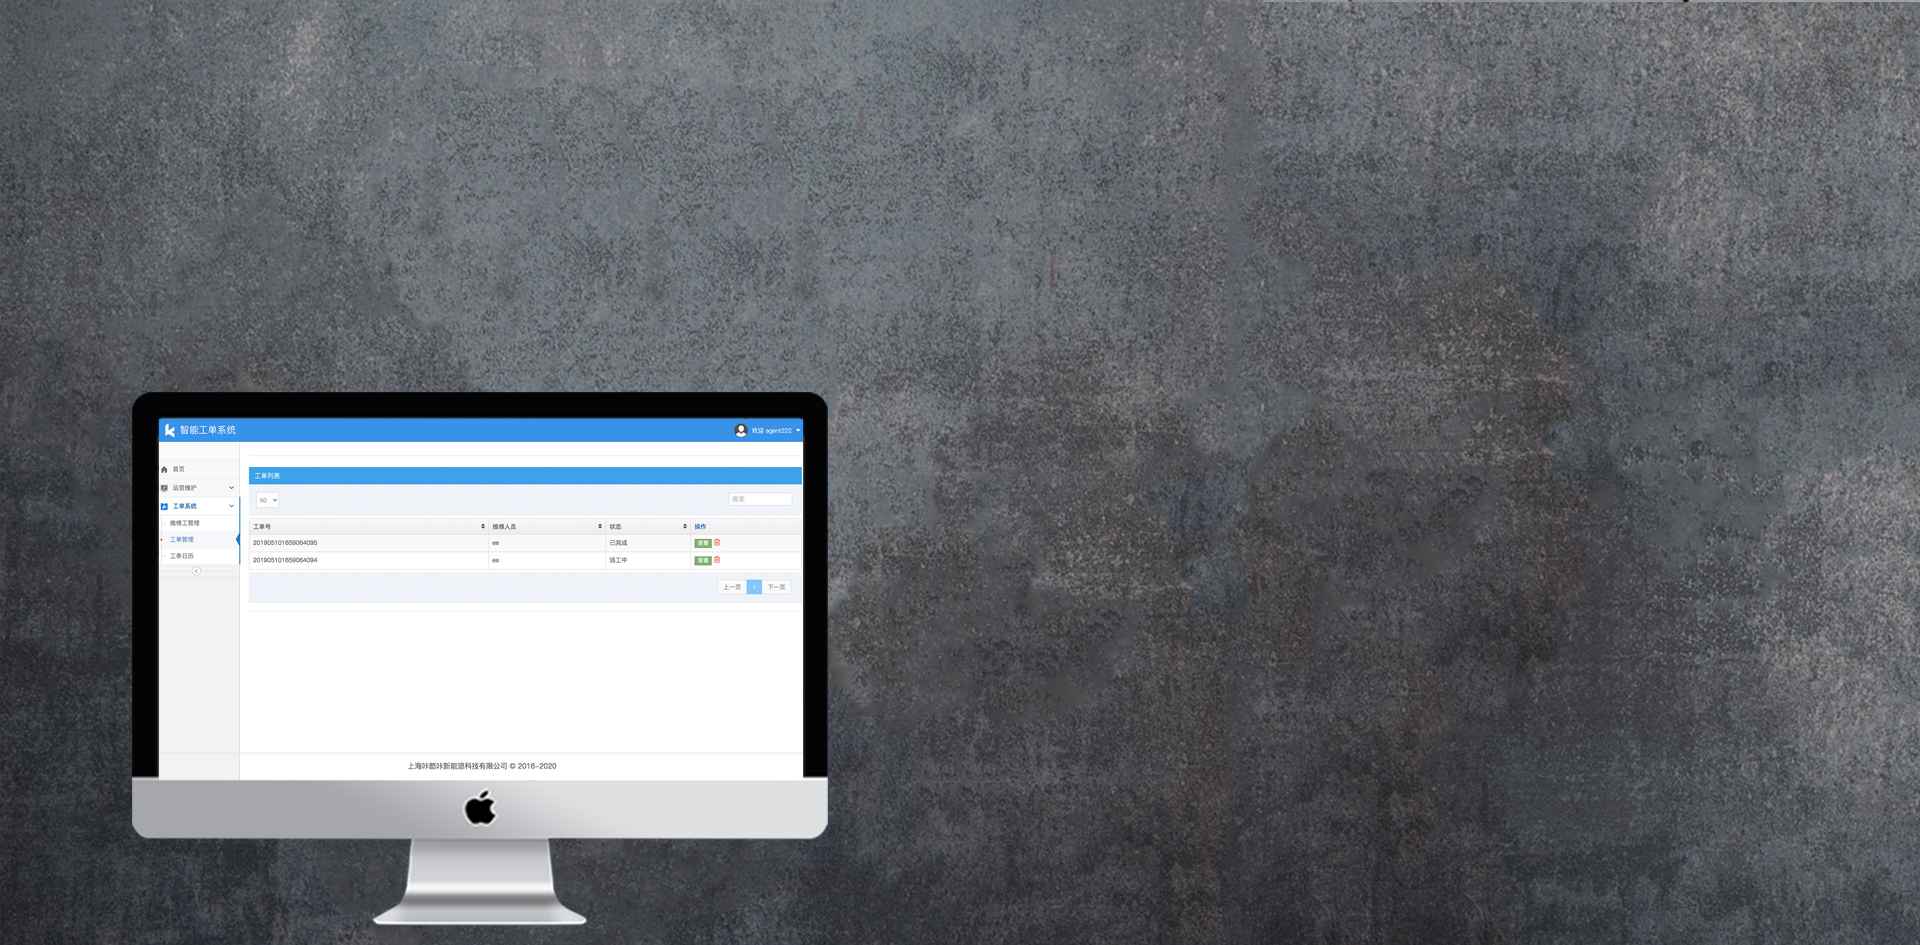 智能工单系统
欢迎 agent222
首页
运营维护
工单系统
维修工管理
工单管理
工单日历
工单列表
50
搜索
工单号 维修人员 状态 操作
201905101659064095 ee 已完成 查看
201905101659064094 ee 派工中 查看
上一页 1 下一页
上海咔酷咔新能源科技有限公司 © 2016-2020